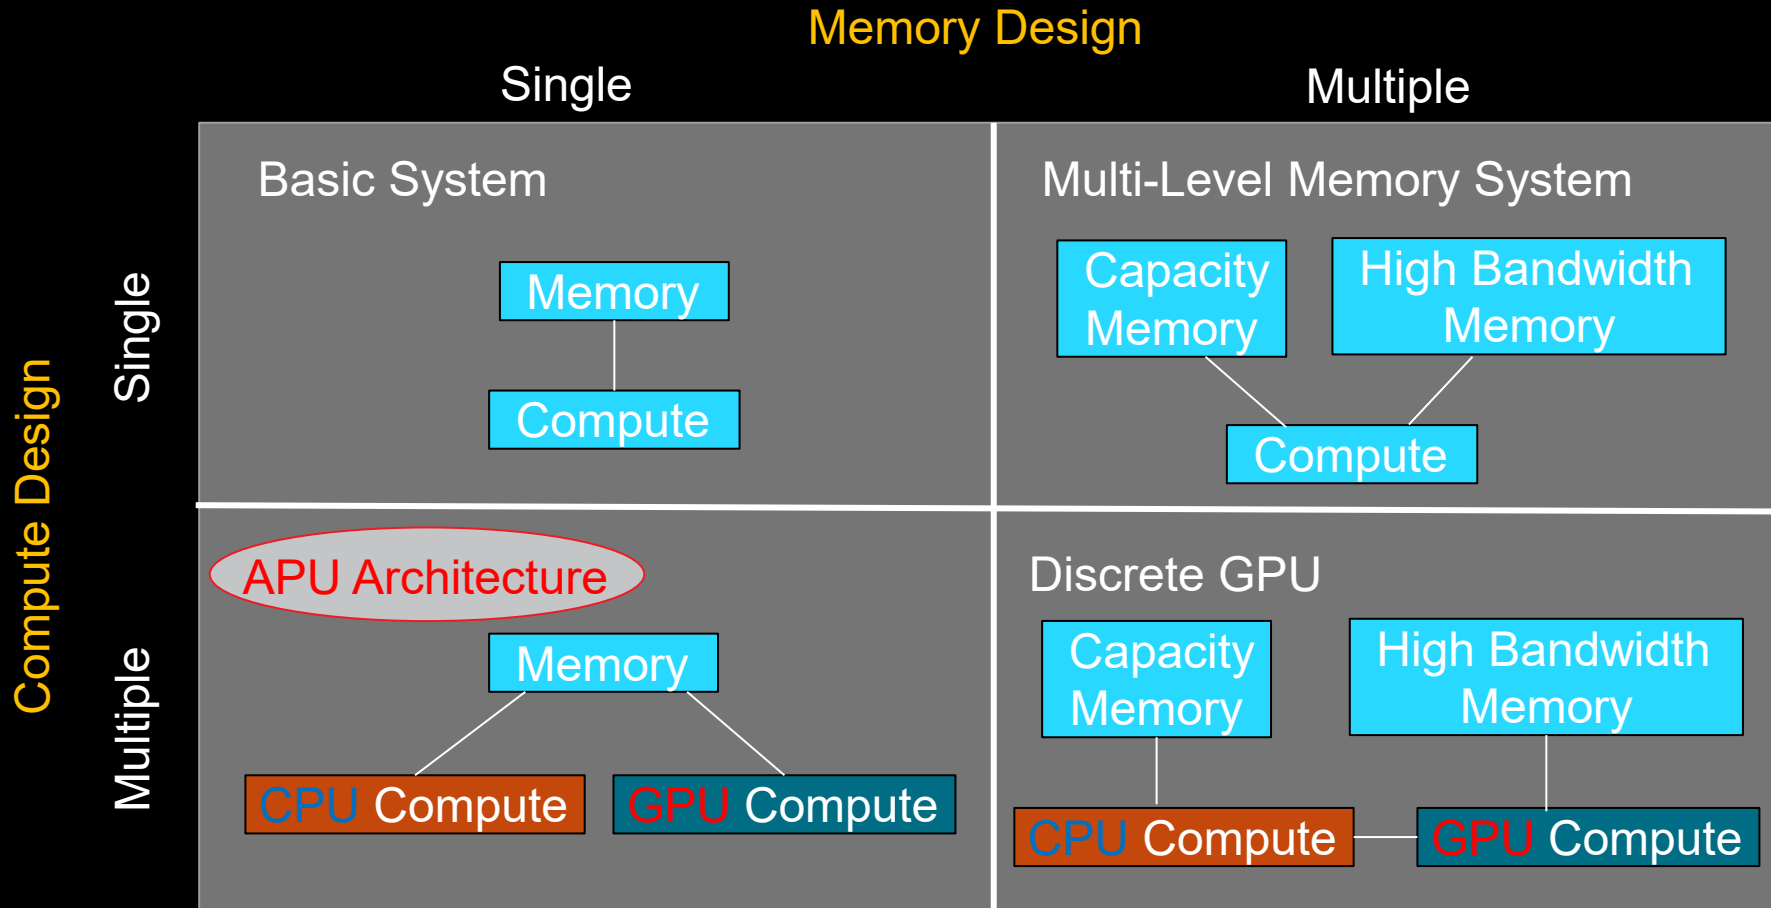 Memory Design
Single
Multiple
Compute Design
Single
Basic System
Memory
Compute
Multi-Level Memory System
Capacity
Memory
High Bandwidth
Memory
Compute
Multiple
APU Architecture
Memory
CPU Compute
GPU Compute
Discrete GPU
Capacity
Memory
High Bandwidth
Memory
CPU Compute
GPU Compute